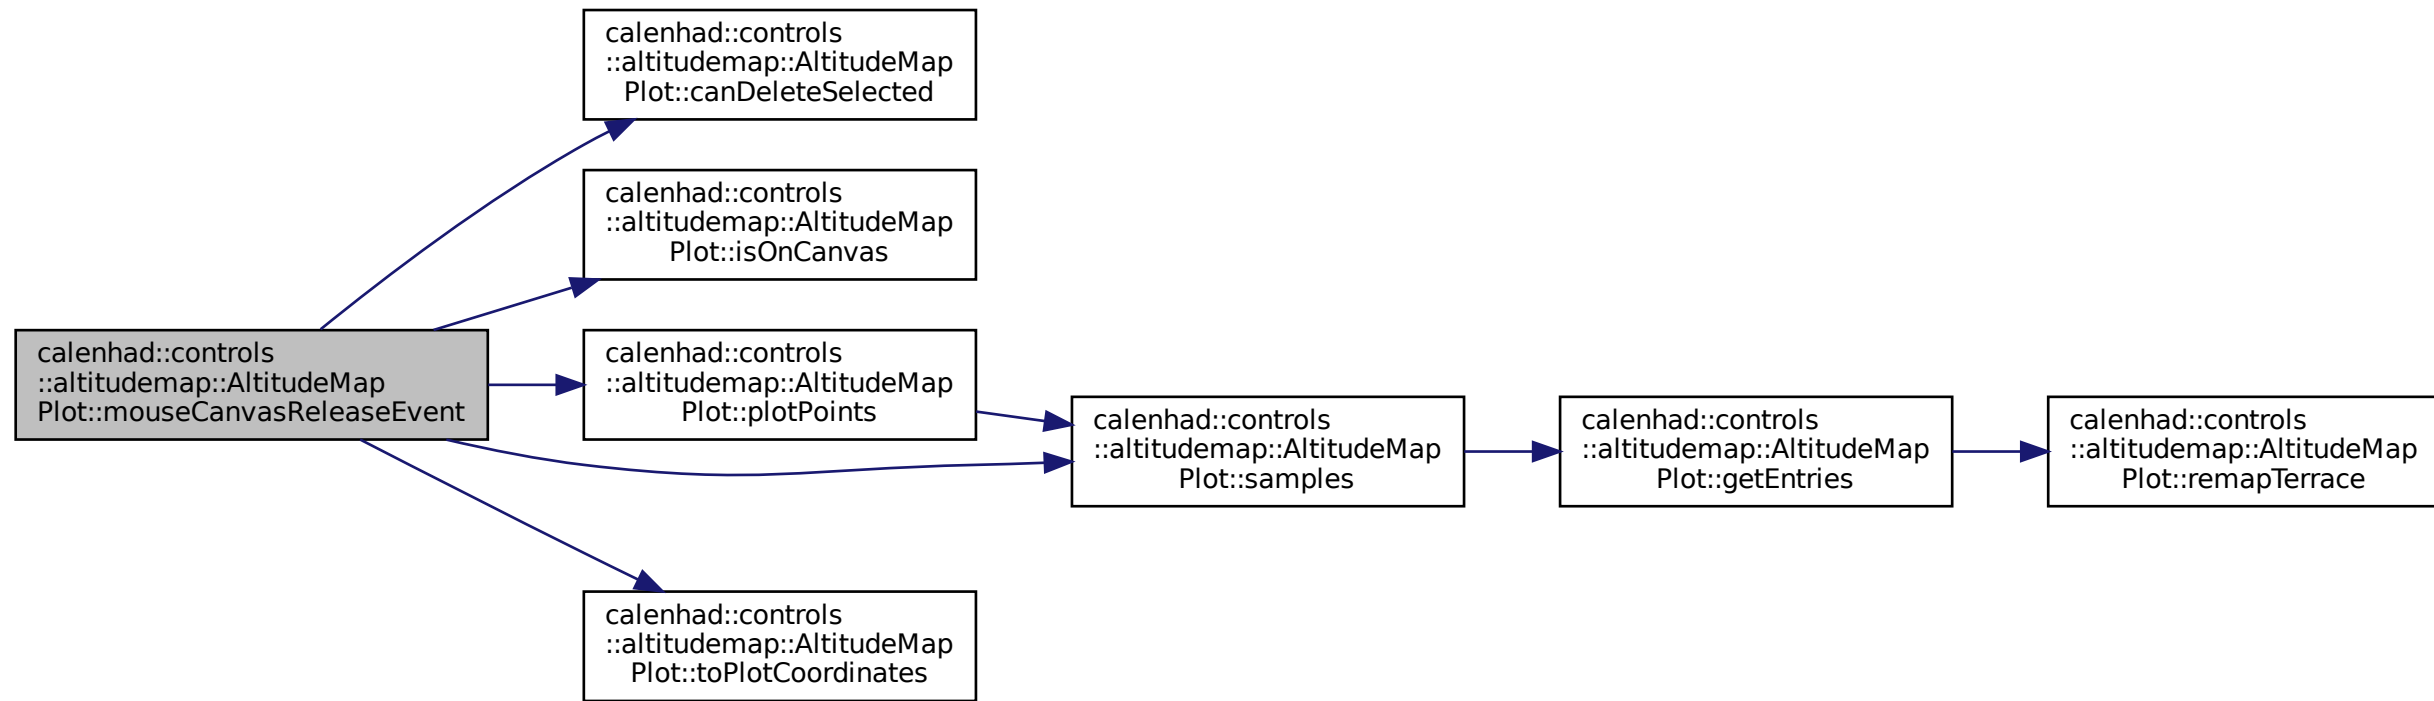 calenhad::controls
::altitudemap::AltitudeMap
Plot::mouseCanvasReleaseEvent
calenhad::controls
::altitudemap::AltitudeMap
Plot::canDeleteSelected
calenhad::controls
::altitudemap::AltitudeMap
Plot::isOnCanvas
calenhad::controls
::altitudemap::AltitudeMap
Plot::plotPoints
calenhad::controls
::altitudemap::AltitudeMap
Plot::samples
calenhad::controls
::altitudemap::AltitudeMap
Plot::getEntries
calenhad::controls
::altitudemap::AltitudeMap
Plot::remapTerrace
calenhad::controls
::altitudemap::AltitudeMap
Plot::toPlotCoordinates